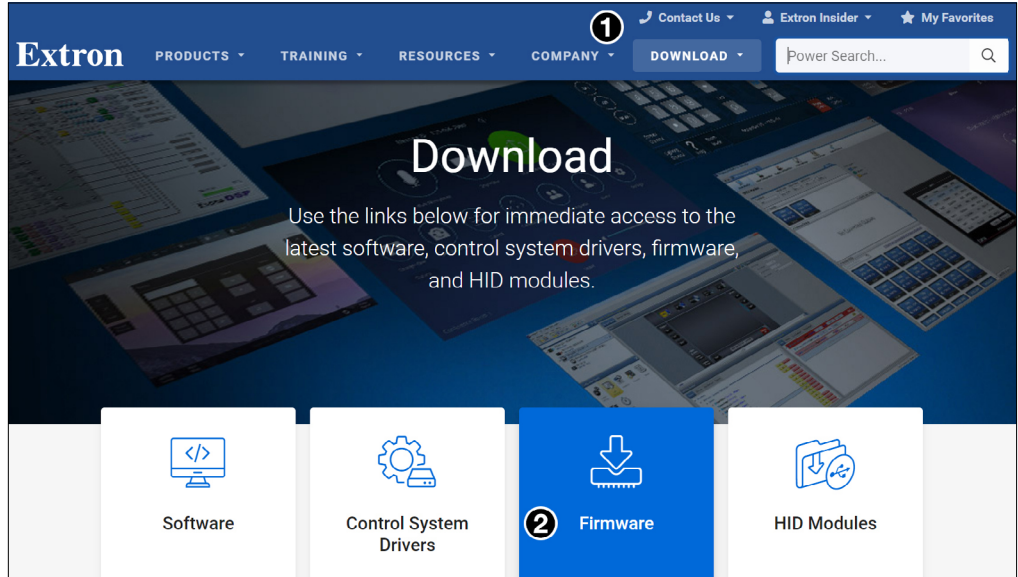 1
Contact Us
Extron Insider
My Favorites
Extron
PRODUCTS
TRAINING
RESOURCES
COMPANY
DOWNLOAD
Power Search...
Download
Use the links below for immediate access to the
latest software, control system drivers, firmware,
and HID modules.
</>
Software
Control System
Drivers
2
Firmware
HID Modules